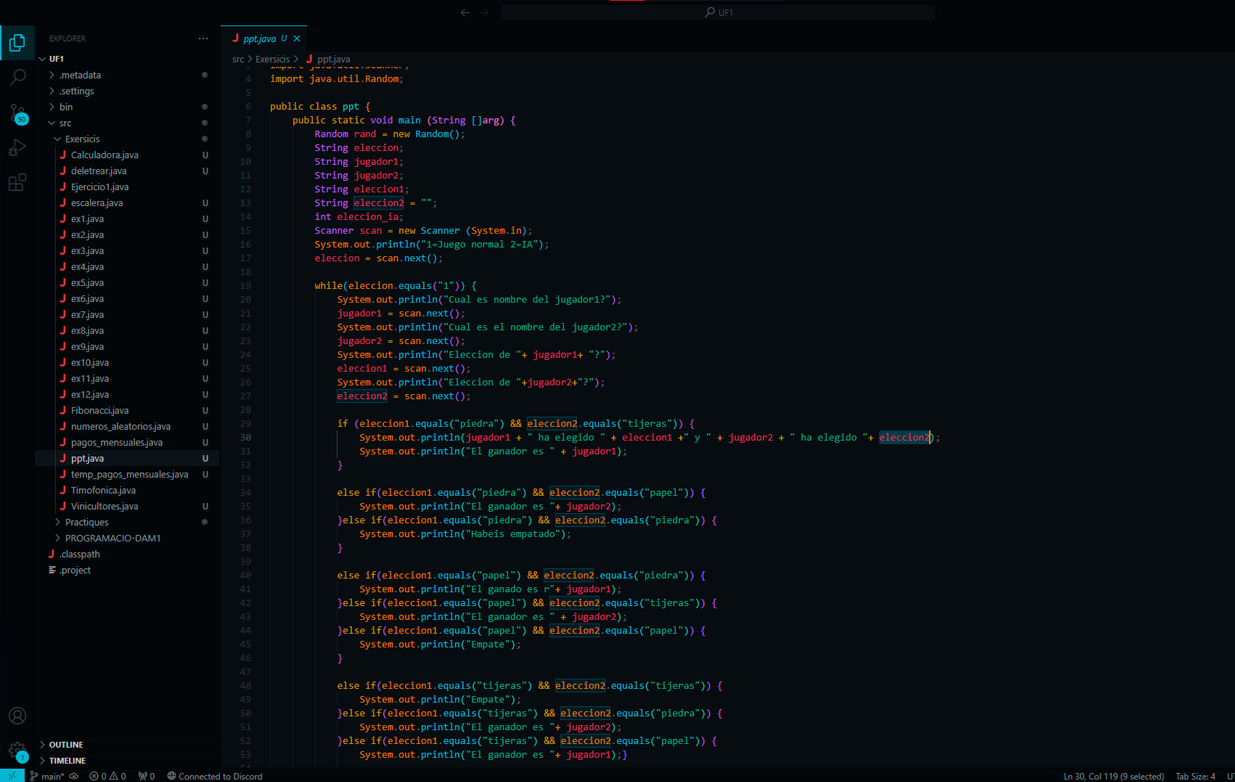 UF1
EXPLORER
UF1
.metadata
.settings
bin
src
Exersicis
Calculadora.java U
deletrear.java U
Ejercicio1.java
escalera.java U
ex1.java U
ex2.java U
ex3.java U
ex4.java U
ex5.java U
ex6.java U
ex7.java U
ex8.java U
ex9.java U
ex10.java U
ex11.java U
ex12.java U
Fibonacci.java U
numeros_aleatorios.java U
pagos_mensuales.java U
ppt.java U
temp_pagos_mensuales.java U
Timofonica.java
Vinicultores.java U
Practiques
PROGRAMACIO-DAM1
.classpath
.project
OUTLINE
TIMELINE
90
1
ppt.java U
src > Exersicis > ppt.java
3 import java.util.Scanner;
4 import java.util.Random;
5
6 public class ppt {
7 public static void main (String []arg) {
8 Random rand = new Random();
9 String eleccion;
10 String jugador1;
11 String jugador2;
12 String eleccion1;
13 String eleccion2 = "";
14 int eleccion_ia;
15 Scanner scan = new Scanner (System.in);
16 System.out.println("1=Juego normal 2=IA");
17 eleccion = scan.next();
18
19 while(eleccion.equals("1")) {
20 System.out.println("Cual es nombre del jugador1?");
21 jugador1 = scan.next();
22 System.out.println("Cual es el nombre del jugador2?");
23 jugador2 = scan.next();
24 System.out.println("Eleccion de "+ jugador1+ "?");
25 eleccion1 = scan.next();
26 System.out.println("Eleccion de "+jugador2+"?");
27 eleccion2 = scan.next();
28
29 if (eleccion1.equals("piedra") && eleccion2.equals("tijeras")) {
30 System.out.println(jugador1 + " ha elegido " + eleccion1 +" y " + jugador2 + " ha elegido "+ eleccion2);
31 System.out.println("El ganador es " + jugador1);
32 }
33
34 else if(eleccion1.equals("piedra") && eleccion2.equals("papel")) {
35 System.out.println("El ganador es "+ jugador2);
36 }else if(eleccion1.equals("piedra") && eleccion2.equals("piedra")) {
37 System.out.println("Habeis empatado");
38 }
39
40 else if(eleccion1.equals("papel") && eleccion2.equals("piedra")) {
41 System.out.println("El ganado es r"+ jugador1);
42 }else if(eleccion1.equals("papel") && eleccion2.equals("tijeras")) {
43 System.out.println("El ganador es " + jugador2);
44 }else if(eleccion1.equals("papel") && eleccion2.equals("papel")) {
45 System.out.println("Empate");
46 }
47
48 else if(eleccion1.equals("tijeras") && eleccion2.equals("tijeras")) {
49 System.out.println("Empate");
50 }else if(eleccion1.equals("tijeras") && eleccion2.equals("piedra")) {
51 System.out.println("El ganador es "+ jugador2);
52 }else if(eleccion1.equals("tijeras") && eleccion2.equals("papel")) {
53 System.out.println("El ganador es "+ jugador1);}
main* 0 0 0 Connected to Discord Ln 30, Col 119 (9 selected) Tab Size: 4 UT